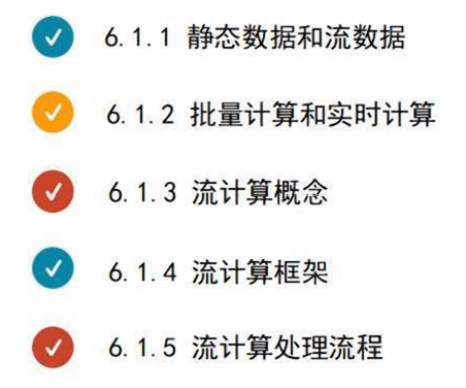 6.1.1 静态数据和流数据
6.1.2 批量计算和实时计算
6.1.3 流计算概念
6.1.4 流计算框架
6.1.5 流计算处理流程